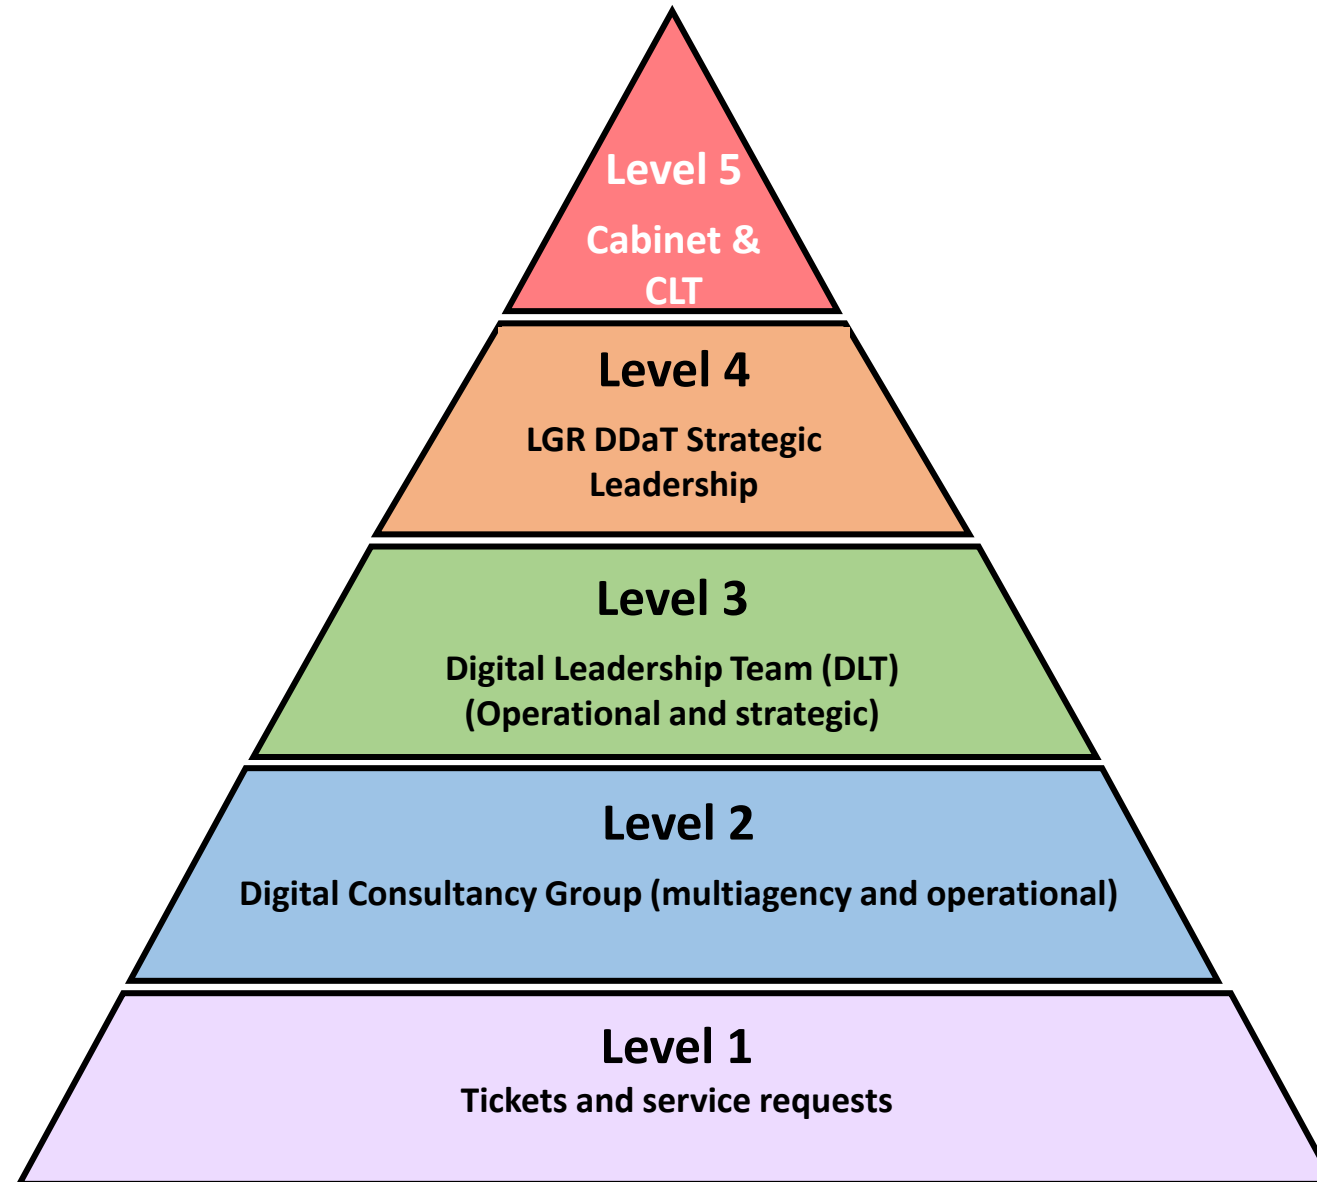 Level 5
Cabinet &
CLT
Level 4
LGR DDaT Strategic
Leadership
Level 3
Digital Leadership Team (DLT)
(Operational and strategic)
Level 2
Digital Consultancy Group (multiagency and operational)
Level 1
Tickets and service requests